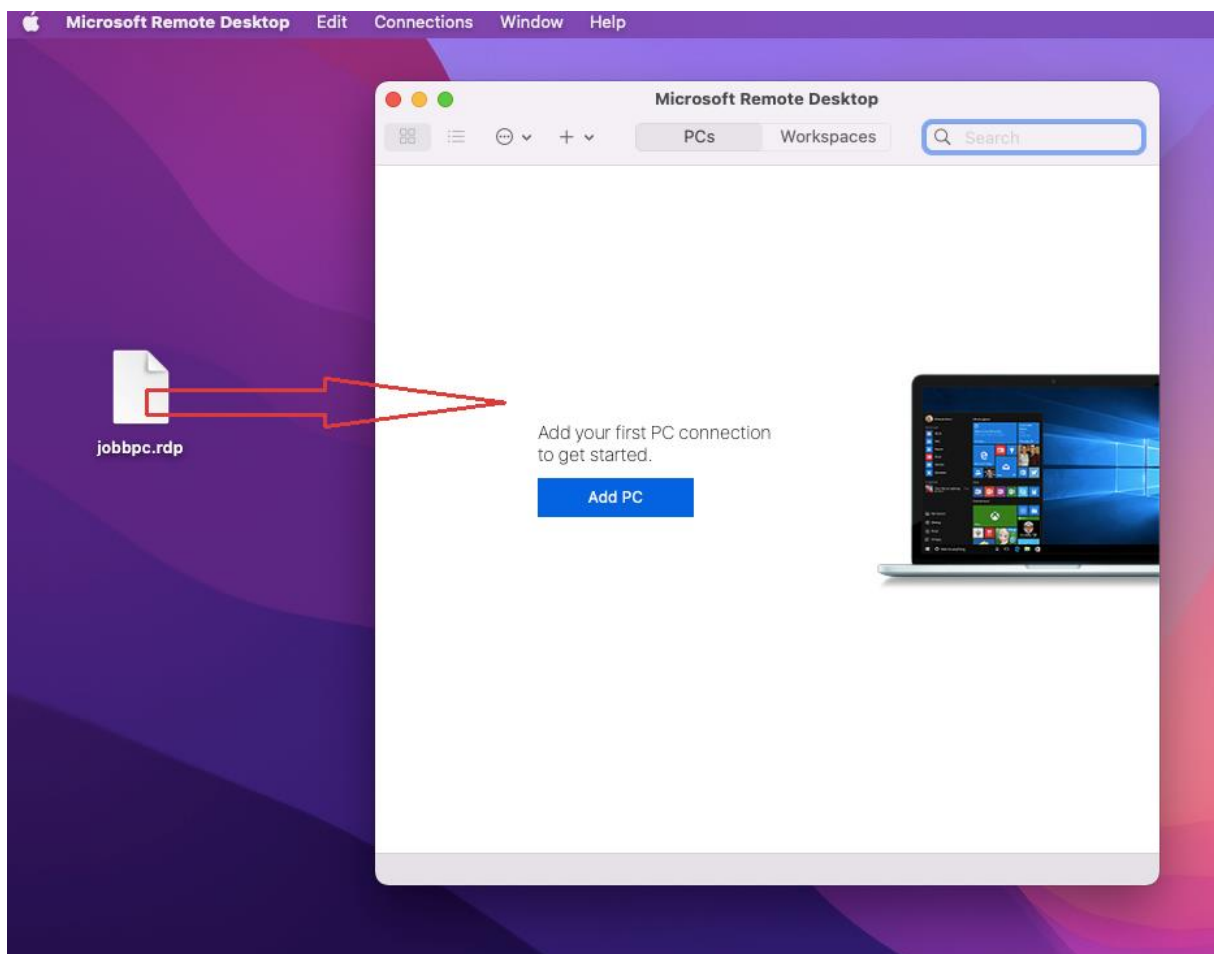 Microsoft Remote Desktop Edit Connections Window Help
Microsoft Remote Desktop
PCs Workspaces Search
jobbpc.rdp
Add your first PC connection
to get started.
Add PC